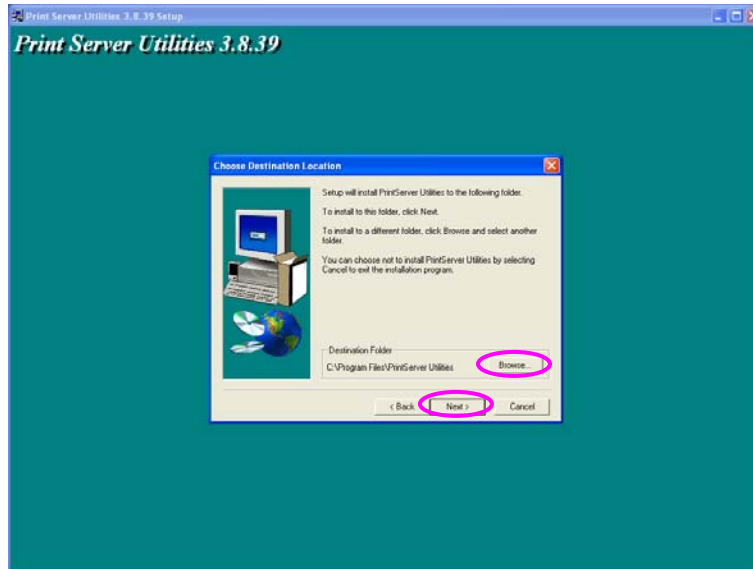 Print Server Utilities 3.8.39 Setup
Print Server Utilities 3.8.39
Choose Destination Location
Setup will install PrintServer Utilities to the following folder.
To install to this folder, click Next.
To install to a different folder, click Browse and select another
folder.
You can choose not to install PrintServer Utilities by selecting
Cancel to exit the installation program.
Destination Folder
C:\Program Files\PrintServer Utilities
Browse...
< Back
Next >
Cancel